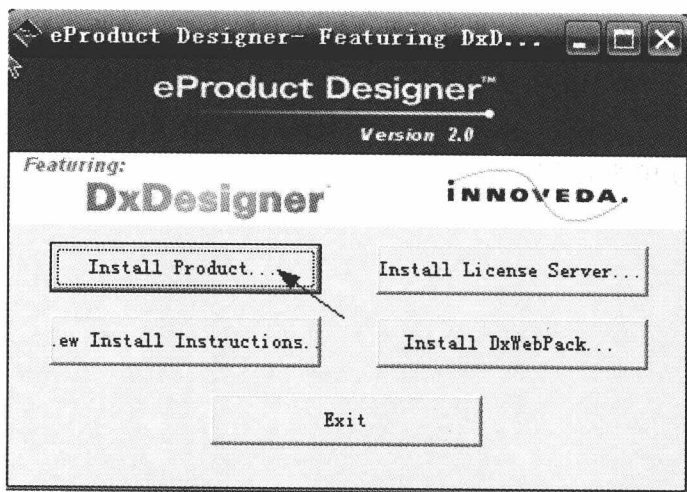 eProduct Designer- Featuring DxD...
eProduct Designer™
Version 2.0
Featuring:
DxDesigner
INNOVEDA.
Install Product...
Install License Server...
.ew Install Instructions.
Install DxWebPack...
Exit